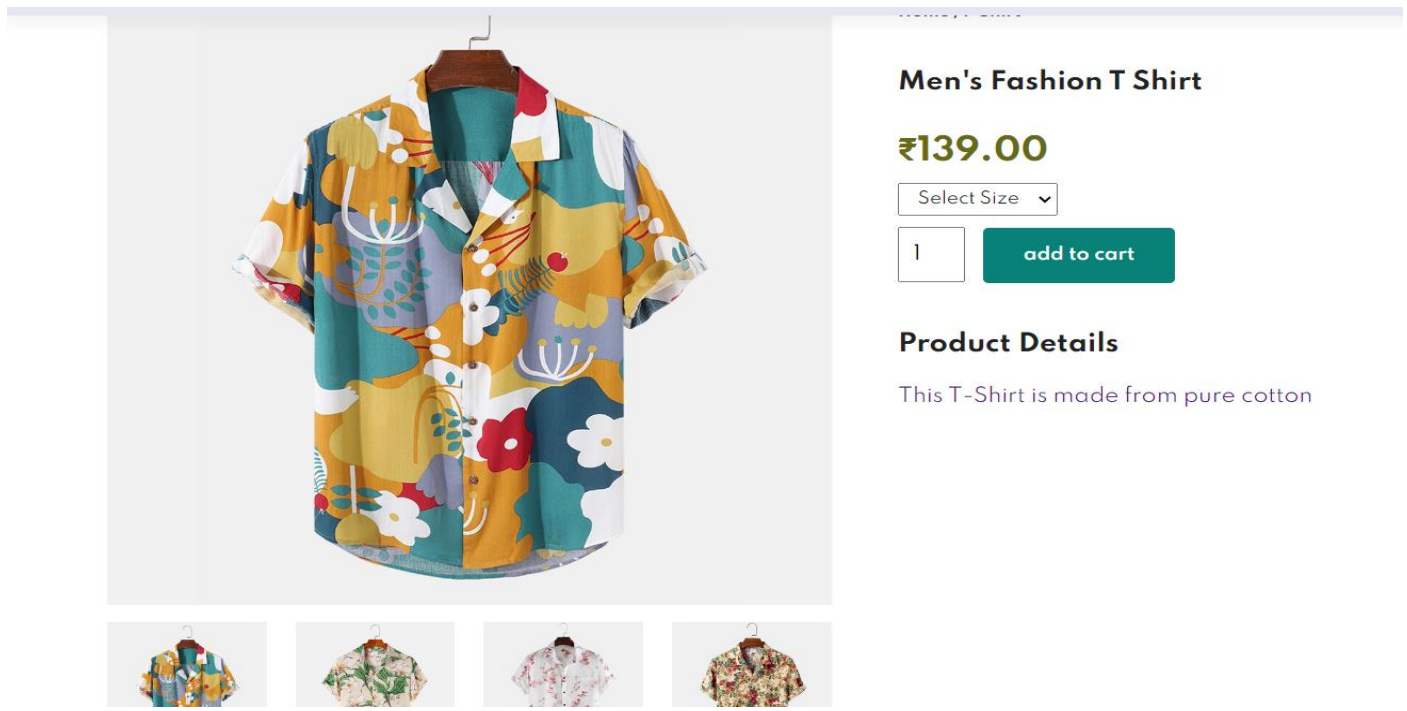 Men's Fashion T Shirt
₹139.00
Select Size
1
add to cart
Product Details
This T-Shirt is made from pure cotton